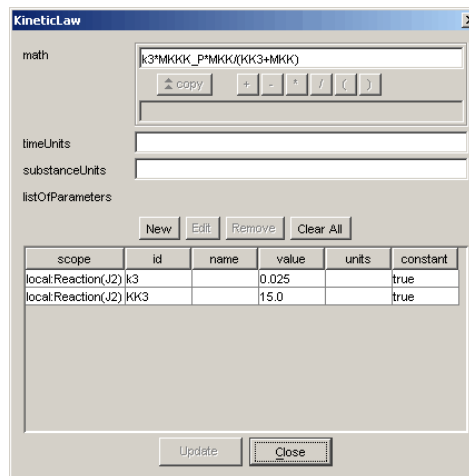 KineticLaw
math
k3*MKKK_P*MKK/(KK3+MKK)
copy + - * / ( )
timeUnits
substanceUnits
listOfParameters
New Edit Remove Clear All
scope id name value units constant
local:Reaction(J2) k3 0.025 true
local:Reaction(J2) KK3 15.0 true
Update Close